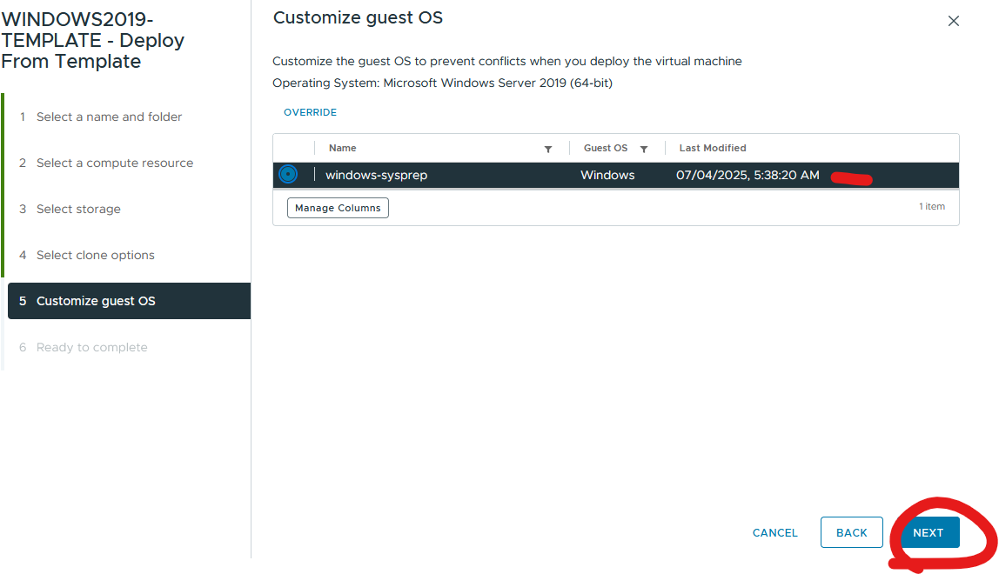 WINDOWS2019-
TEMPLATE - Deploy
From Template
1 Select a name and folder
2 Select a compute resource
3 Select storage
4 Select clone options
5 Customize guest OS
6 Ready to complete
Customize guest OS
Customize the guest OS to prevent conflicts when you deploy the virtual machine
Operating System: Microsoft Windows Server 2019 (64-bit)
OVERRIDE
Name Guest OS Last Modified
windows-sysprep Windows 07/04/2025, 5:38:20 AM
Manage Columns 1 item
CANCEL BACK NEXT